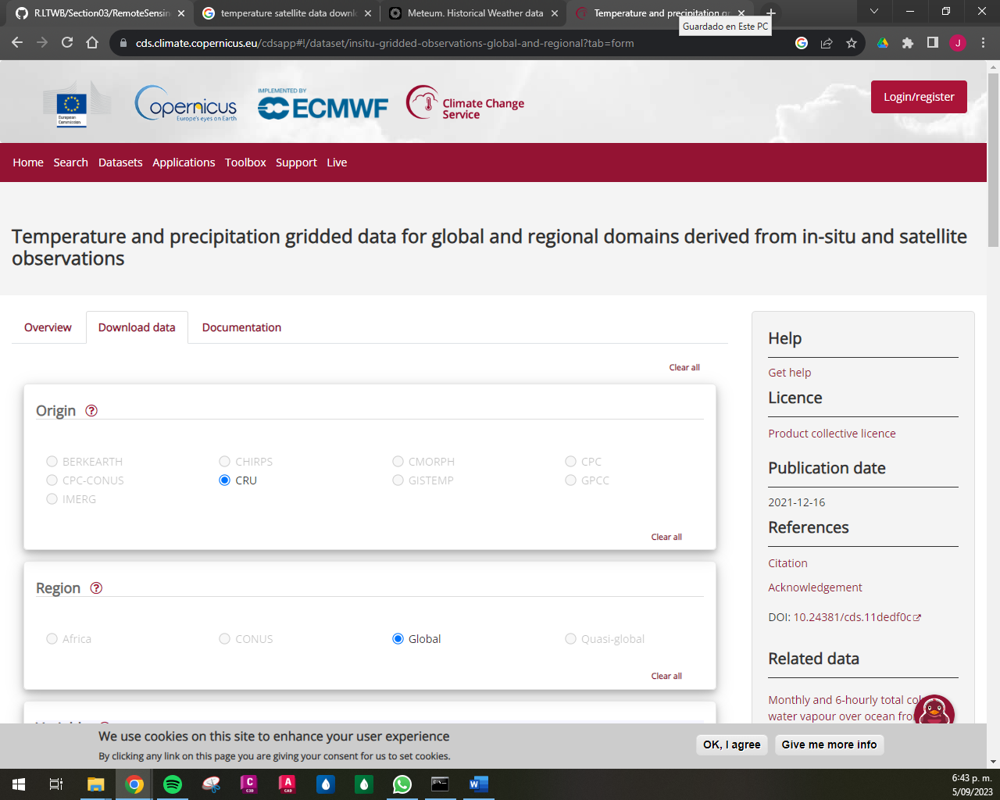 R.LTWB/Section03/RemoteSensin
temperature satellite data downl
Meteum. Historical Weather data
Temperature and precipitation gr
Guardado en Este PC
cds.climate.copernicus.eu/cdsapp#!/dataset/insitu-gridded-observations-global-and-regional?tab=form
J
European
Commission
opernicus
Europe's eyes on Earth
IMPLEMENTED BY
ECMWF
Climate Change
Service
Login/register
Home Search Datasets Applications Toolbox Support Live
Temperature and precipitation gridded data for global and regional domains derived from in-situ and satellite
observations
Overview
Download data
Documentation
Clear all
Origin ?
BERKEARTH CHIRPS CMORPH CPC
CPC-CONUS CRU GISTEMP GPCC
IMERG
Clear all
Region ?
Africa CONUS Global Quasi-global
Clear all
Help
Get help
Licence
Product collective licence
Publication date
2021-12-16
References
Citation
Acknowledgement
DOI: 10.24381/cds.11dedf0c
Related data
Monthly and 6-hourly total
water vapour over ocean
We use cookies on this site to enhance your user experience
By clicking any link on this page you are giving your consent for us to set cookies.
OK, I agree
Give me more info
C
C3D
A
CAD
W
6:43 p. m.
5/09/2023